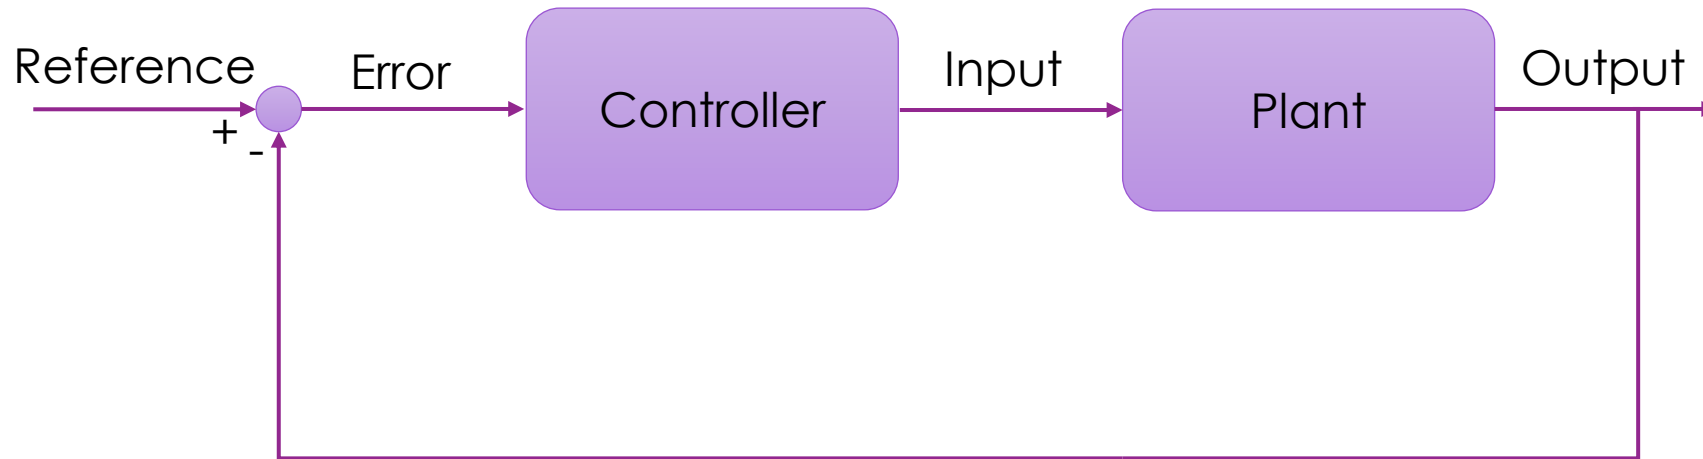 Reference
Error
Controller
Input
Plant
Output
+
-